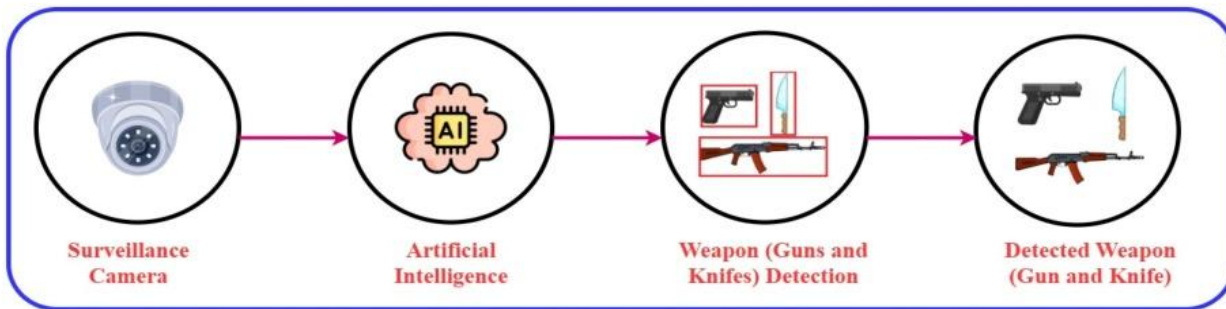 AI
Surveillance
Camera
Artificial
Intelligence
Weapon (Guns and
Knifes) Detection
Detected Weapon
(Gun and Knife)